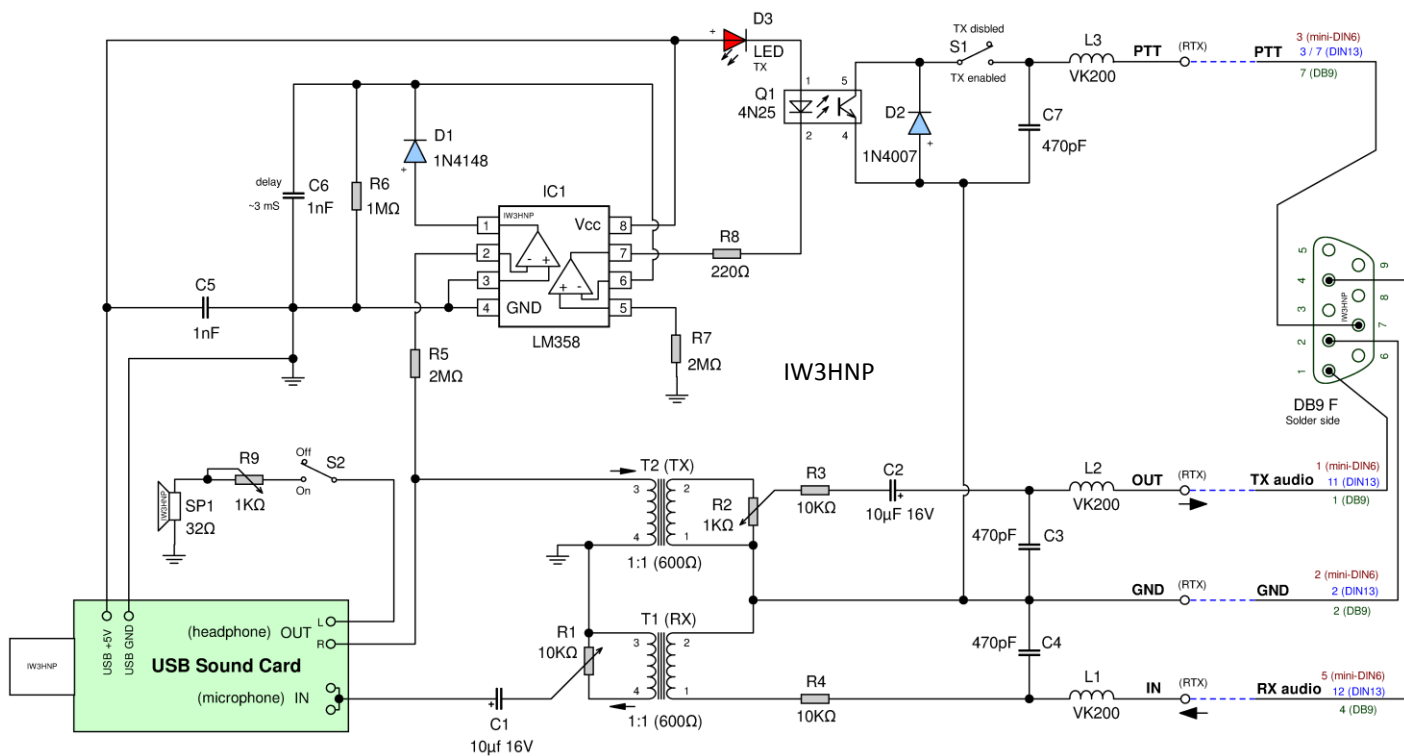 D3
LED
TX
TX disbled
S1
TX enabled
L3
VK200
PTT
(RTX)
PTT
3 (mini-DIN6)
3 / 7 (DIN13)
7 (DB9)
Q1
4N25
1
2
5
4
D2
1N4007
C7
470pF
D1
1N4148
delay
~3 mS
C6
1nF
R6
1MΩ
IC1
IW3HNP
Vcc
GND
1
2
3
4
8
7
6
5
- +
+ -
LM358
R8
220Ω
C5
1nF
R5
2MΩ
R7
2MΩ
IW3HNP
5
4
3
2
1
9
8
7
6
IW3HNP
DB9 F
Solder side
R9
1KΩ
Off
On
S2
IW3HNP
SP1
32Ω
T2 (TX)
3
4
2
1
1:1 (600Ω)
R2
1KΩ
R3
10KΩ
C2
10µF 16V
L2
VK200
OUT
(RTX)
TX audio
1 (mini-DIN6)
11 (DIN13)
1 (DB9)
470pF
C3
GND
(RTX)
GND
2 (mini-DIN6)
2 (DIN13)
2 (DB9)
470pF
C4
T1 (RX)
3
4
2
1
1:1 (600Ω)
R1
10KΩ
R4
10KΩ
L1
VK200
IN
(RTX)
RX audio
5 (mini-DIN6)
12 (DIN13)
4 (DB9)
C1
10µf 16V
IW3HNP
USB +5V
USB GND
(headphone) OUT
L
R
USB Sound Card
(microphone) IN